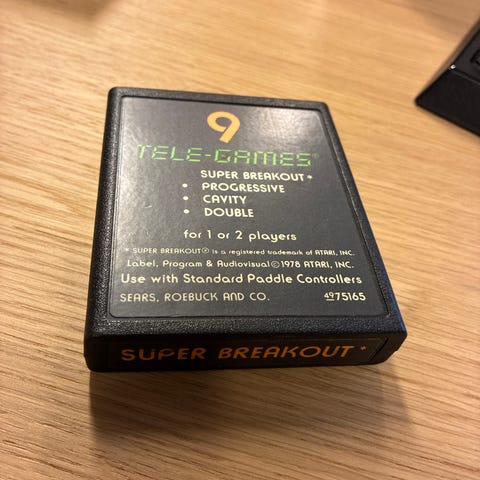 9
TELE-GAMES®
SUPER BREAKOUT*
• PROGRESSIVE
• CAVITY
• DOUBLE
for 1 or 2 players
* SUPER BREAKOUT® is a registered trademark of ATARI, INC.
Label, Program & Audiovisual © 1978 ATARI, INC.
Use with Standard Paddle Controllers
SEARS, ROEBUCK AND CO. 4975165
SUPER BREAKOUT *